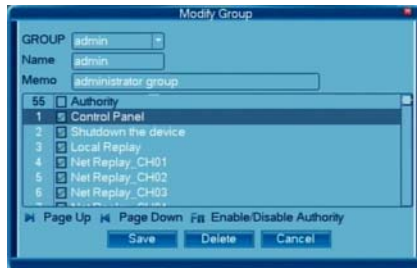 Modify Group
GROUP admin
Name admin
Memo administrator group
55 Authority
1 Control Panel
2 Shutdown the device
3 Local Replay
4 Net Replay_CH01
5 Net Replay_CH02
6 Net Replay_CH03
Page Up Page Down Fn Enable/Disable Authority
Save Delete Cancel